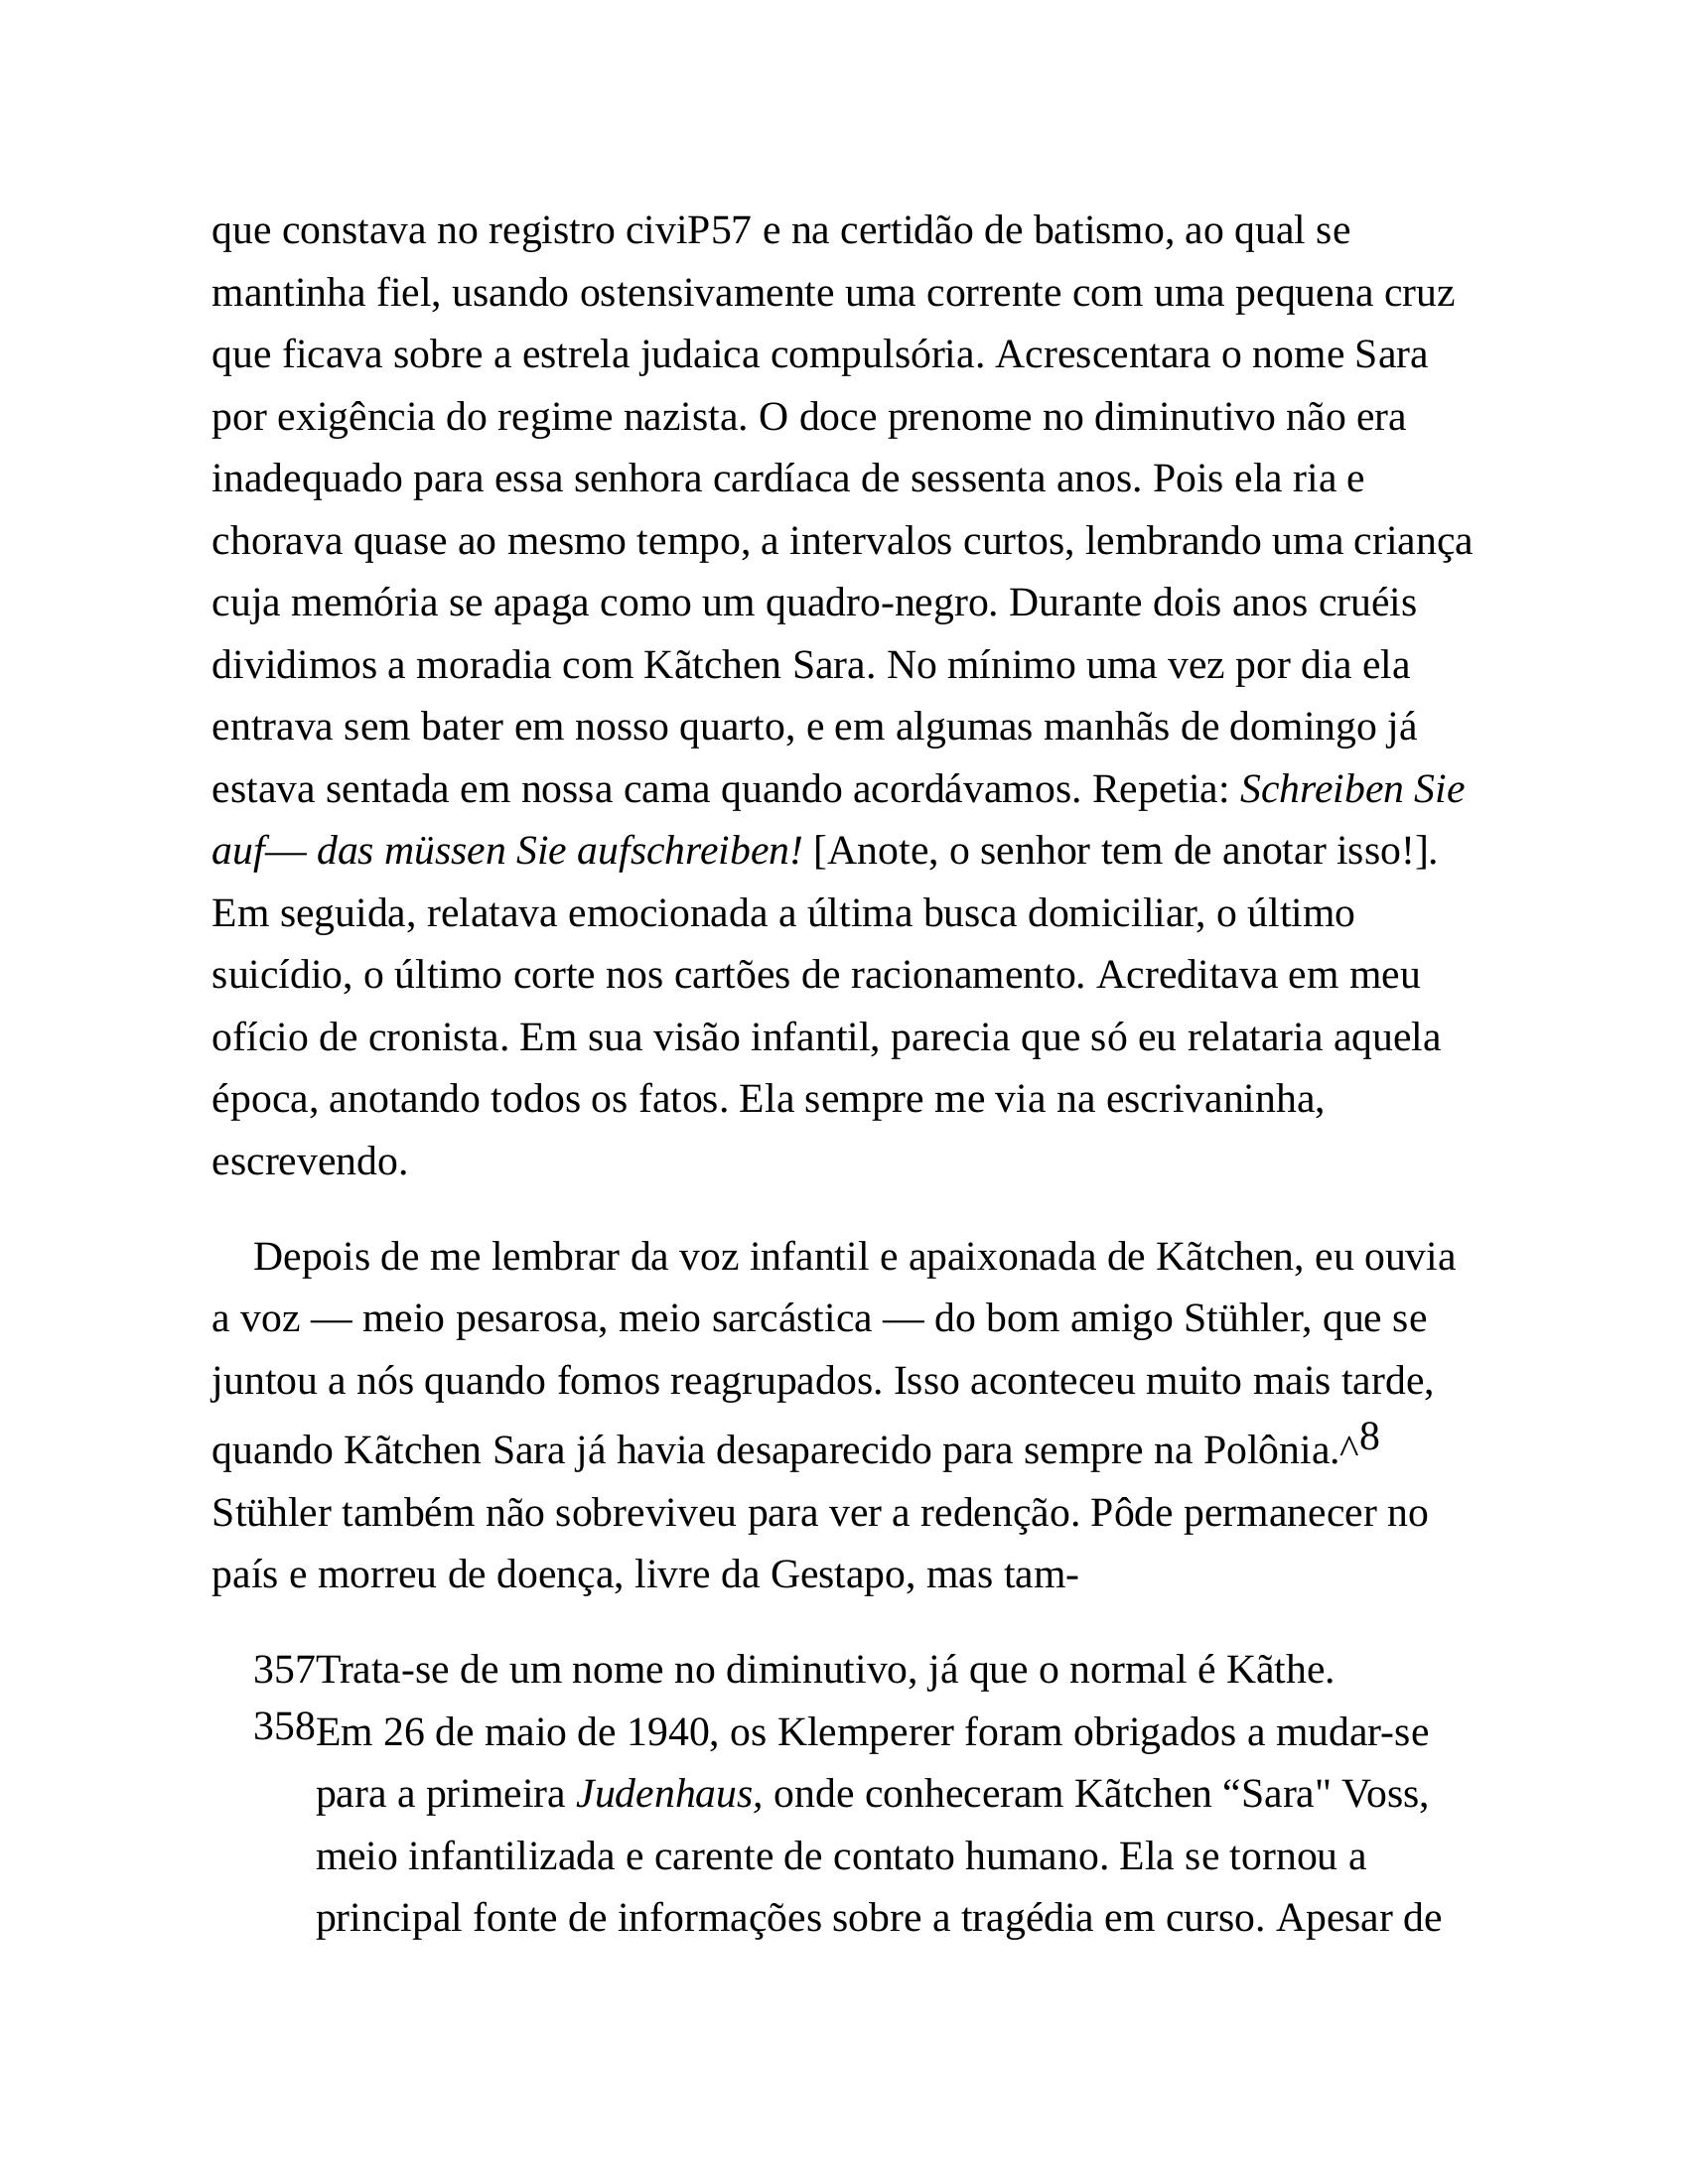 que constava no registro civiP57 e na certidão de batismo, ao qual se
mantinha fiel, usando ostensivamente uma corrente com uma pequena cruz
que ficava sobre a estrela judaica compulsória. Acrescentara o nome Sara
por exigência do regime nazista. O doce prenome no diminutivo não era
inadequado para essa senhora cardíaca de sessenta anos. Pois ela ria e
chorava quase ao mesmo tempo, a intervalos curtos, lembrando uma criança
cuja memória se apaga como um quadro-negro. Durante dois anos cruéis
dividimos a moradia com Kãtchen Sara. No mínimo uma vez por dia ela
entrava sem bater em nosso quarto, e em algumas manhãs de domingo já
estava sentada em nossa cama quando acordávamos. Repetia: Schreiben Sie
auf— das müssen Sie aufschreiben! [Anote, o senhor tem de anotar isso!].
Em seguida, relatava emocionada a última busca domiciliar, o último
suicídio, o último corte nos cartões de racionamento. Acreditava em meu
ofício de cronista. Em sua visão infantil, parecia que só eu relataria aquela
época, anotando todos os fatos. Ela sempre me via na escrivaninha,
escrevendo.
Depois de me lembrar da voz infantil e apaixonada de Kãtchen, eu ouvia
a voz — meio pesarosa, meio sarcástica — do bom amigo Stühler, que se
juntou a nós quando fomos reagrupados. Isso aconteceu muito mais tarde,
quando Kãtchen Sara já havia desaparecido para sempre na Polônia.^8
Stühler também não sobreviveu para ver a redenção. Pôde permanecer no
país e morreu de doença, livre da Gestapo, mas tam-
357Trata-se de um nome no diminutivo, já que o normal é Kãthe.
358Em 26 de maio de 1940, os Klemperer foram obrigados a mudar-se
para a primeira Judenhaus, onde conheceram Kãtchen “Sara" Voss,
meio infantilizada e carente de contato humano. Ela se tornou a
principal fonte de informações sobre a tragédia em curso. Apesar de